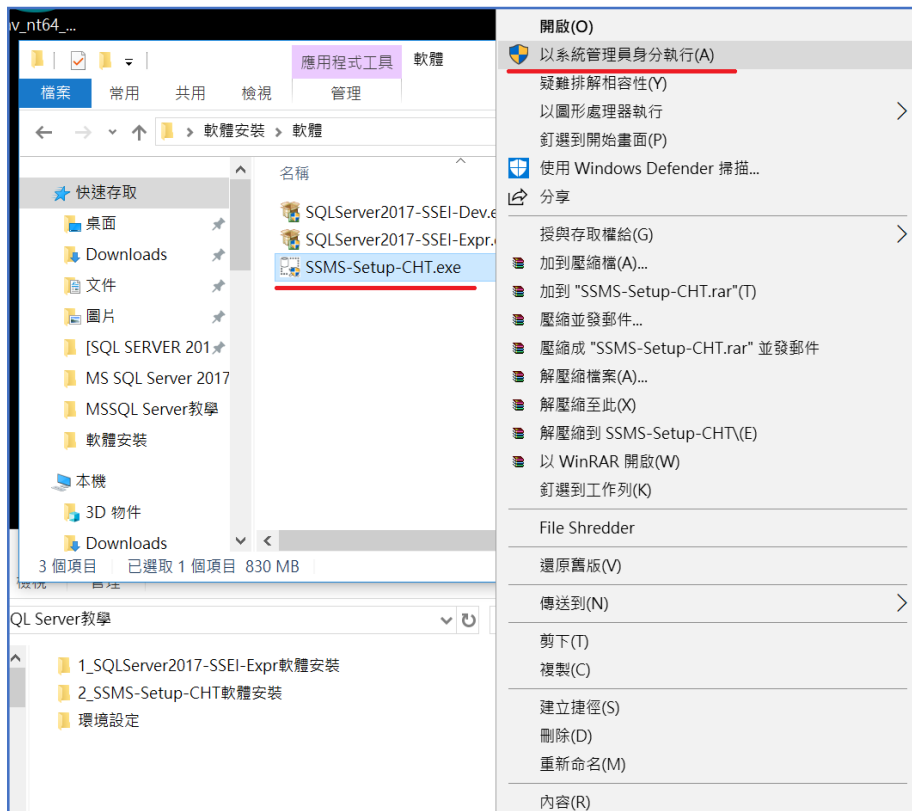 v_nt64_...
應用程式工具 軟體
檔案 常用 共用 檢視 管理
軟體安裝 > 軟體
快速存取
桌面
Downloads
文件
圖片
[SQL SERVER 201
MS SQL Server 2017
MSSQL Server教學
軟體安裝
本機
3D 物件
Downloads
名稱
SQLServer2017-SSEI-Dev.e
SQLServer2017-SSEI-Expr.
SSMS-Setup-CHT.exe
3 個項目 已選取 1 個項目 830 MB
檢視 管理
QL Server教學
1_SQLServer2017-SSEI-Expr軟體安裝
2_SSMS-Setup-CHT軟體安裝
環境設定
開啟(O)
以系統管理員身分執行(A)
疑難排解相容性(Y)
以圖形處理器執行
釘選到開始畫面(P)
使用 Windows Defender 掃描...
分享
授與存取權給(G)
加到壓縮檔(A)...
加到 "SSMS-Setup-CHT.rar"(T)
壓縮並發郵件...
壓縮成 "SSMS-Setup-CHT.rar" 並發郵件
解壓縮檔案(A)...
解壓縮至此(X)
解壓縮到 SSMS-Setup-CHT\(E)
以 WinRAR 開啟(W)
釘選到工作列(K)
File Shredder
還原舊版(V)
傳送到(N)
剪下(T)
複製(C)
建立捷徑(S)
刪除(D)
重新命名(M)
內容(R)